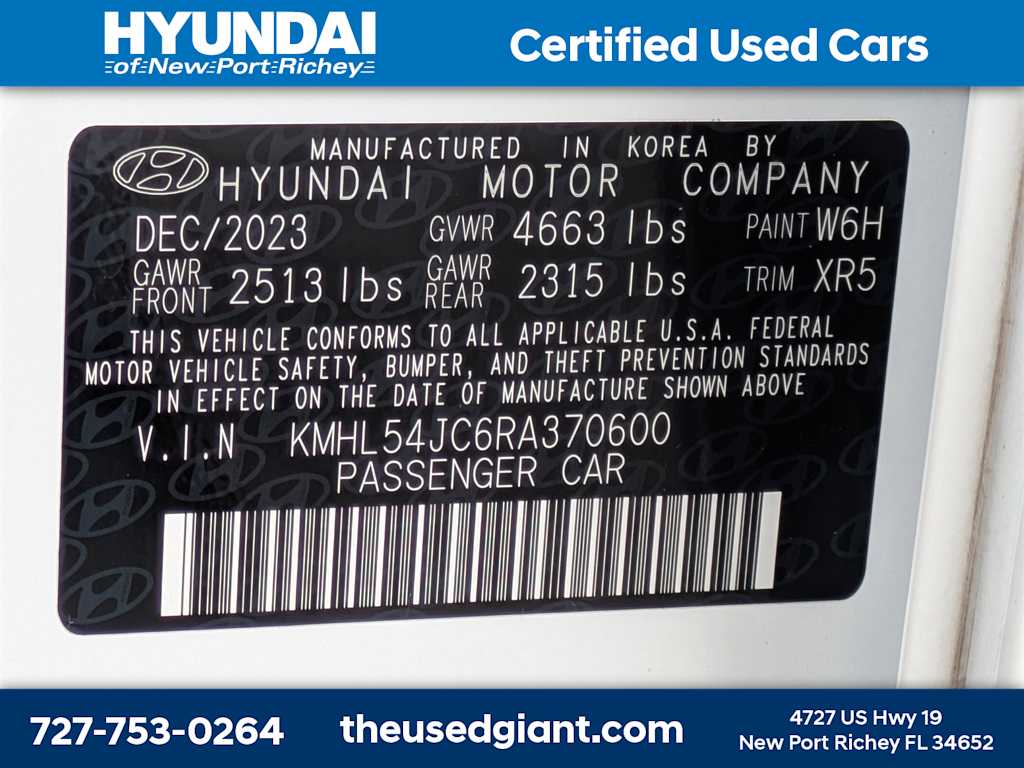 HYUNDAI
of New Port Richey
Certified Used Cars
MANUFACTURED IN KOREA BY
HYUNDAI MOTOR COMPANY
DEC/2023 GVWR 4663 lbs PAINT W6H
GAWR FRONT 2513 lbs GAWR REAR 2315 lbs TRIM XR5
THIS VEHICLE CONFORMS TO ALL APPLICABLE U.S.A. FEDERAL
MOTOR VEHICLE SAFETY, BUMPER, AND THEFT PREVENTION STANDARDS
IN EFFECT ON THE DATE OF MANUFACTURE SHOWN ABOVE
V.I.N KMHL54JC6RA370600
PASSENGER CAR
727-753-0264
theusedgiant.com
4727 US Hwy 19
New Port Richey FL 34652